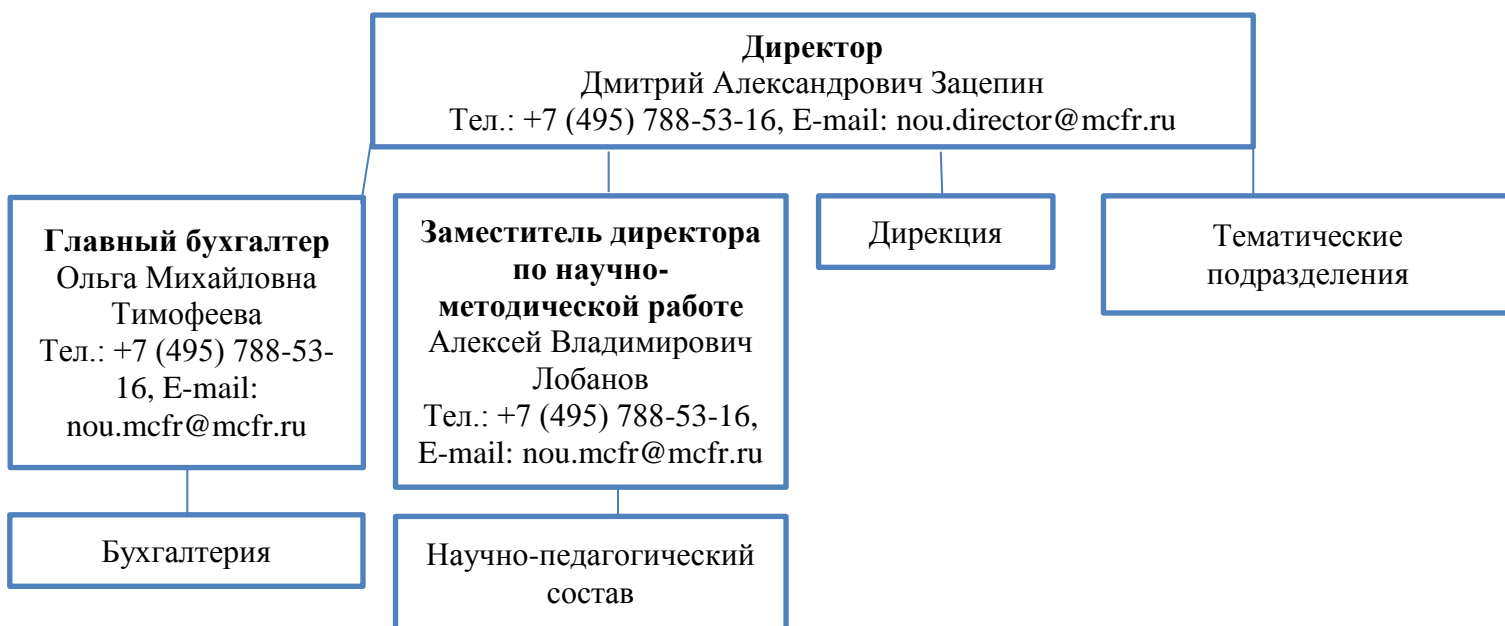 Директор
Дмитрий Александрович Зацепин
Тел.: +7 (495) 788-53-16, E-mail: nou.director@mcfr.ru
Главный бухгалтер
Ольга Михайловна
Тимофеева
Тел.: +7 (495) 788-53-
16, E-mail:
nou.mcfr@mcfr.ru
Заместитель директора
по научно-
методической работе
Алексей Владимирович
Лобанов
Тел.: +7 (495) 788-53-16,
E-mail: nou.mcfr@mcfr.ru
Дирекция
Тематические
подразделения
Бухгалтерия
Научно-педагогический
состав